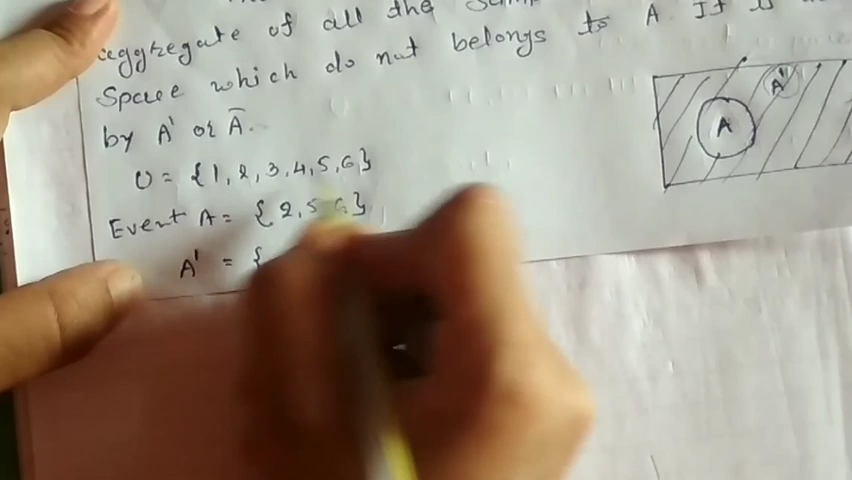 aggregate of all the
Space which do not belongs to A. It is
by A' or A̅.
U = {1, 2, 3, 4, 5, 6}
Event A = {2, 5, 6}
A' = {
A
A'